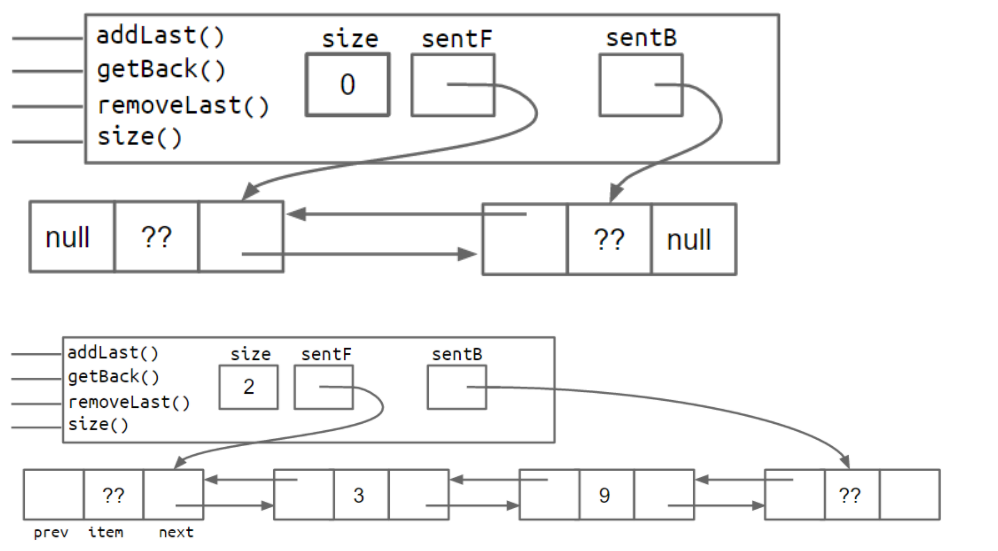 addLast()
size sentF sentB
getBack()
0
removeLast()
size()
null ?? ?? null
addLast()
size sentF sentB
getBack()
2
removeLast()
size()
?? 3 9 ??
prev item next